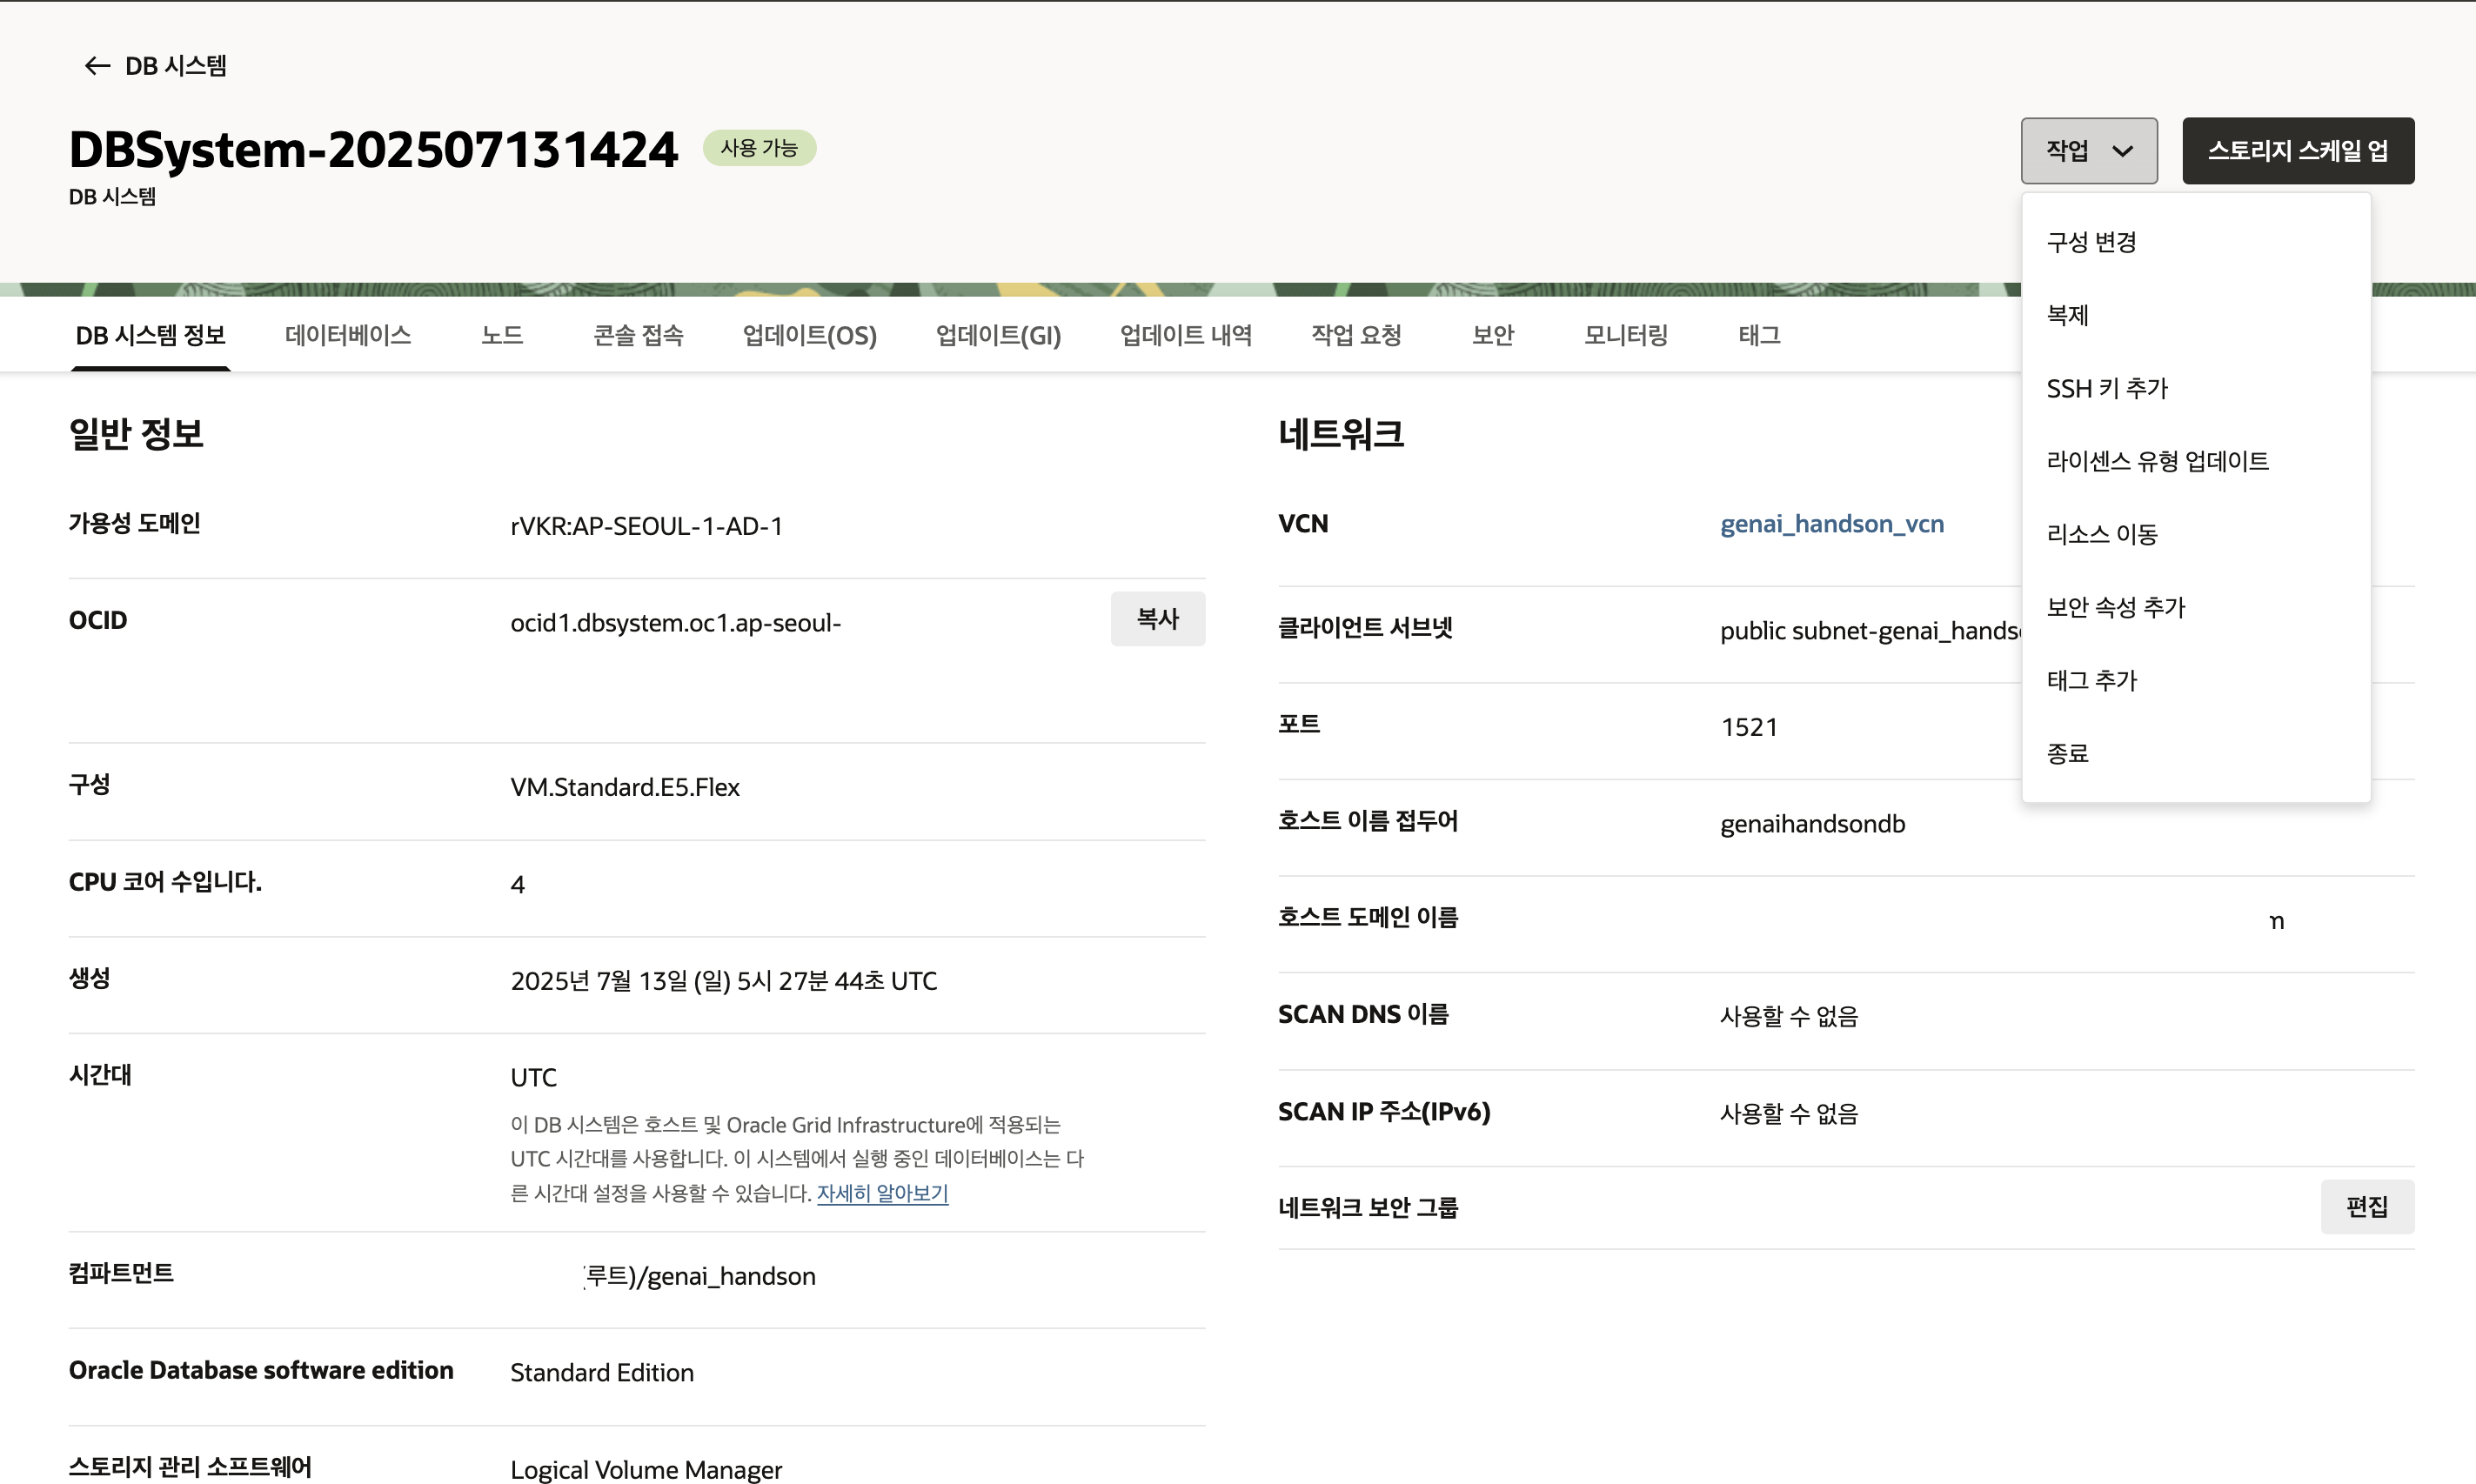 ← DB 시스템
DBSystem-202507131424 사용 가능
DB 시스템
작업
스토리지 스케일 업
구성 변경
복제
SSH 키 추가
라이센스 유형 업데이트
리소스 이동
보안 속성 추가
태그 추가
종료
DB 시스템 정보 데이터베이스 노드 콘솔 접속 업데이트(OS) 업데이트(GI) 업데이트 내역 작업 요청 보안 모니터링 태그
일반 정보
가용성 도메인 rVKR:AP-SEOUL-1-AD-1
OCID ocid1.dbsystem.oc1.ap-seoul- 복사
구성 VM.Standard.E5.Flex
CPU 코어 수입니다. 4
생성 2025년 7월 13일 (일) 5시 27분 44초 UTC
시간대 UTC
이 DB 시스템은 호스트 및 Oracle Grid Infrastructure에 적용되는
UTC 시간대를 사용합니다. 이 시스템에서 실행 중인 데이터베이스는 다
른 시간대 설정을 사용할 수 있습니다. 자세히 알아보기
컴파트먼트 (루트)/genai_handson
Oracle Database software edition Standard Edition
스토리지 관리 소프트웨어 Logical Volume Manager
네트워크
VCN genai_handson_vcn
클라이언트 서브넷 public subnet-genai_hands
포트 1521
호스트 이름 접두어 genaihandsondb
호스트 도메인 이름
SCAN DNS 이름 사용할 수 없음
SCAN IP 주소(IPv6) 사용할 수 없음
네트워크 보안 그룹 편집